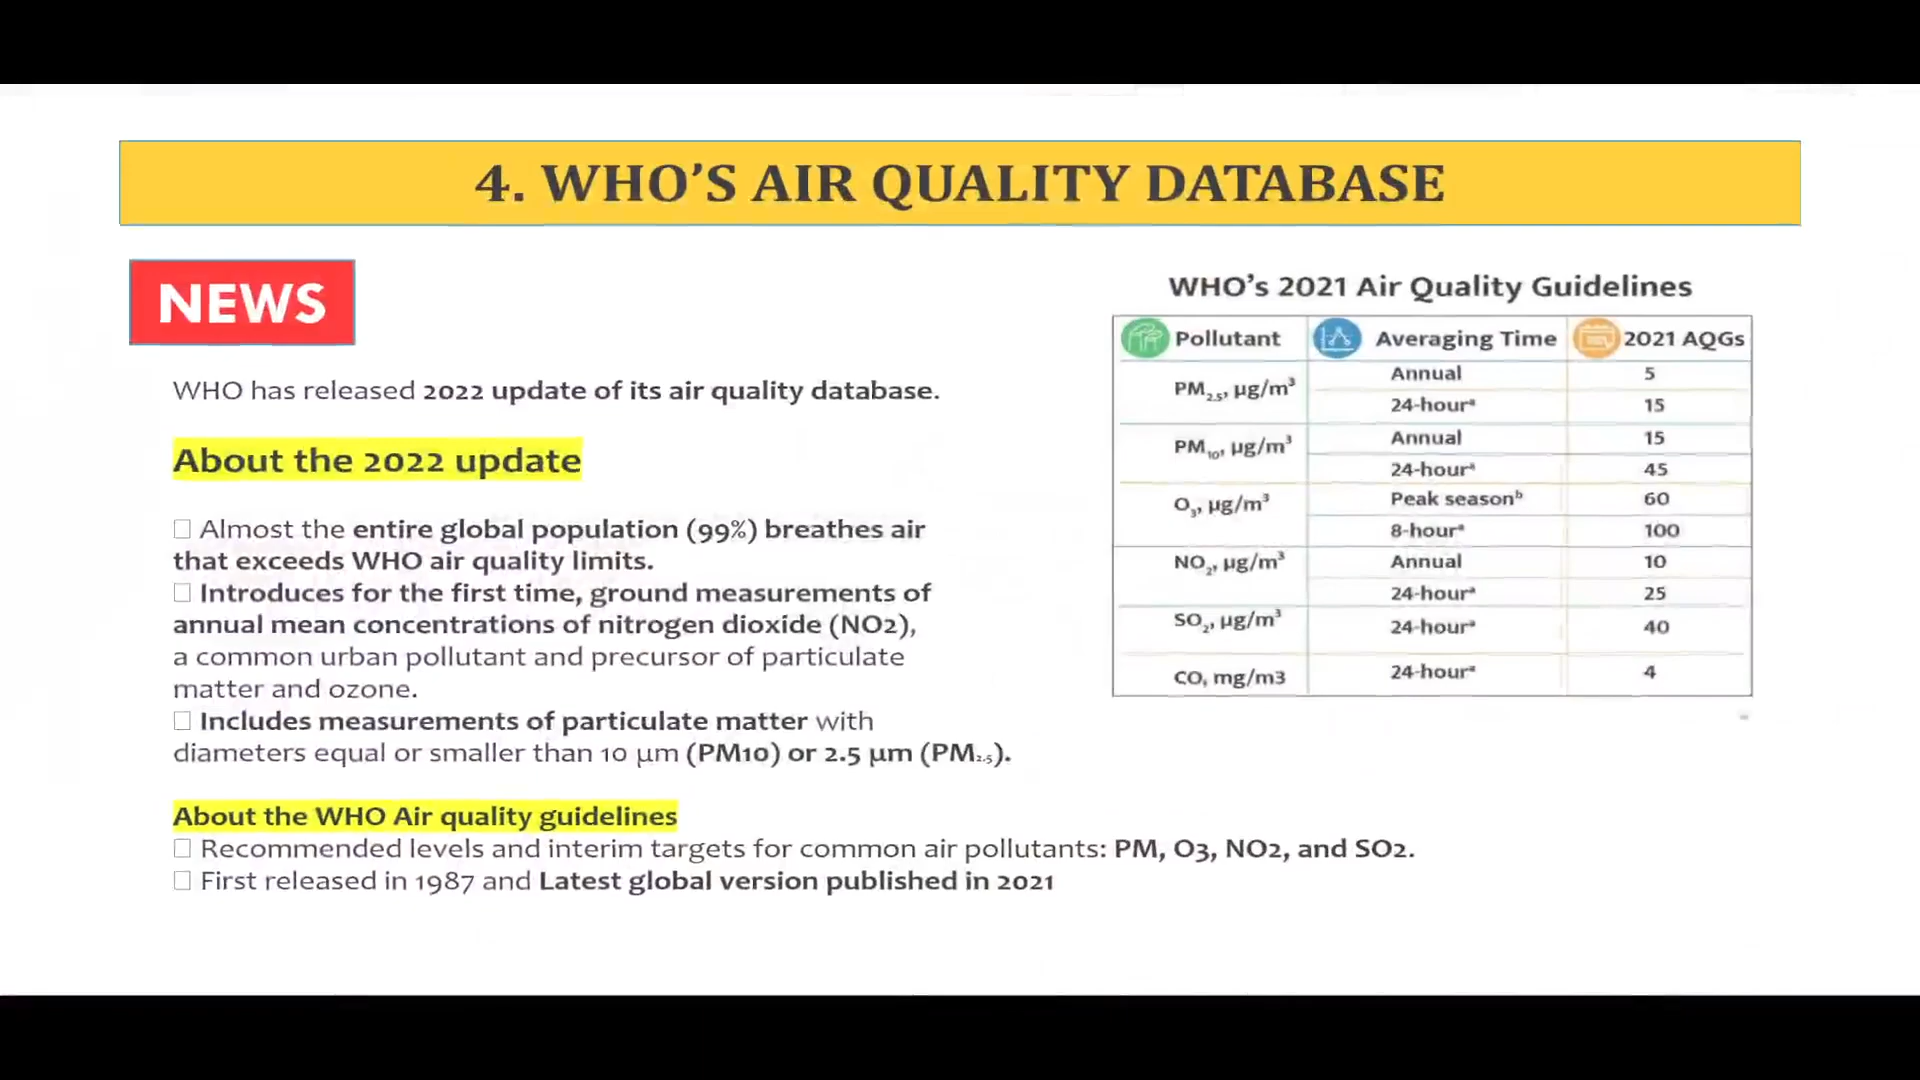 4. WHO’S AIR QUALITY DATABASE
NEWS
WHO has released 2022 update of its air quality database.
About the 2022 update
☐ Almost the entire global population (99%) breathes air
that exceeds WHO air quality limits.
☐ Introduces for the first time, ground measurements of
annual mean concentrations of nitrogen dioxide (NO2),
a common urban pollutant and precursor of particulate
matter and ozone.
☐ Includes measurements of particulate matter with
diameters equal or smaller than 10 µm (PM10) or 2.5 µm (PM₂.₅).
About the WHO Air quality guidelines
☐ Recommended levels and interim targets for common air pollutants: PM, O3, NO2, and SO2.
☐ First released in 1987 and Latest global version published in 2021
WHO’s 2021 Air Quality Guidelines
Pollutant Averaging Time 2021 AQGs
PM₂.₅, µg/m³ Annual 5
24-hourᵃ 15
PM₁₀, µg/m³ Annual 15
24-hourᵃ 45
O₃, µg/m³ Peak seasonᵇ 60
8-hourᵃ 100
NO₂, µg/m³ Annual 10
24-hourᵃ 25
SO₂, µg/m³ 24-hourᵃ 40
CO, mg/m3 24-hourᵃ 4